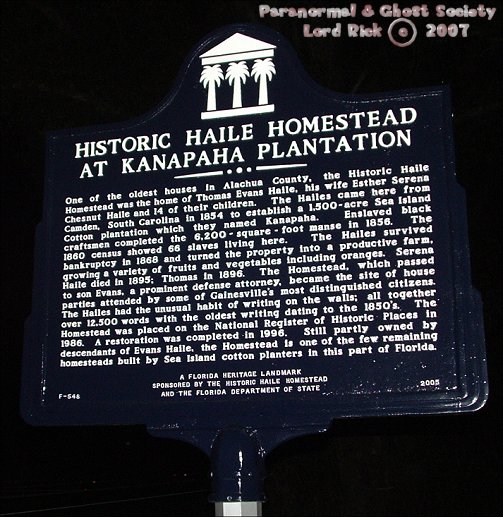 Paranormal & Ghost Society
Lord Rick © 2007
HISTORIC HAILE HOMESTEAD
AT KANAPAHA PLANTATION
One of the oldest houses in Alachua County, the Historic Haile
Homestead was the home of Thomas Evans Haile, his wife Esther Serena
Chesnut Haile and 14 of their children. The Hailes came here from
Camden, South Carolina in 1854 to establish a 1,500-acre Sea Island
Cotton plantation which they named Kanapaha. Enslaved black
craftsmen completed the 6,200-square-foot manse in 1856. The
1860 census showed 66 slaves living here. The Hailes survived
bankruptcy in 1868 and turned the property into a productive farm,
growing a variety of fruits and vegetables including oranges. Serena
Haile died in 1895; Thomas in 1896. The Homestead, which passed
to son Evans, a prominent defense attorney, became the site of house
parties attended by some of Gainesville's most distinguished citizens.
The Hailes had the unusual habit of writing on the walls; all together
over 12,500 words with the oldest writing dating to the 1850's. The
Homestead was placed on the National Register of Historic Places in
1986. A restoration was completed in 1996. Still partly owned by
descendants of Evans Haile, the Homestead is one of the few remaining
homesteads built by Sea Island cotton planters in this part of Florida.
A FLORIDA HERITAGE LANDMARK
SPONSORED BY THE HISTORIC HAILE HOMESTEAD
AND THE FLORIDA DEPARTMENT OF STATE
F-548
2005